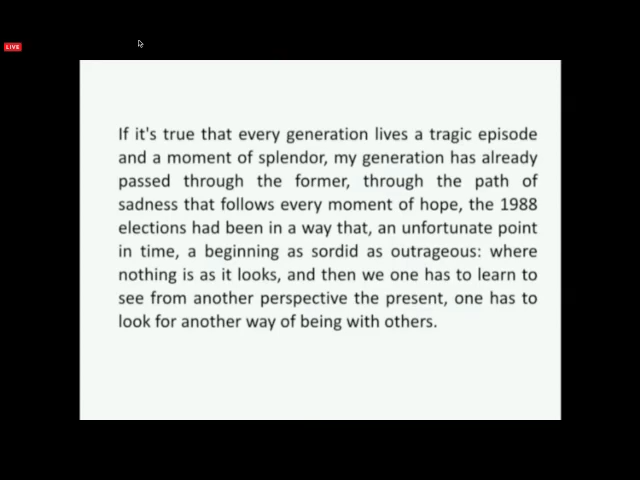 LIVE
If it's true that every generation lives a tragic episode
and a moment of splendor, my generation has already
passed through the former, through the path of
sadness that follows every moment of hope, the 1988
elections had been in a way that, an unfortunate point
in time, a beginning as sordid as outrageous: where
nothing is as it looks, and then we one has to learn to
see from another perspective the present, one has to
look for another way of being with others.